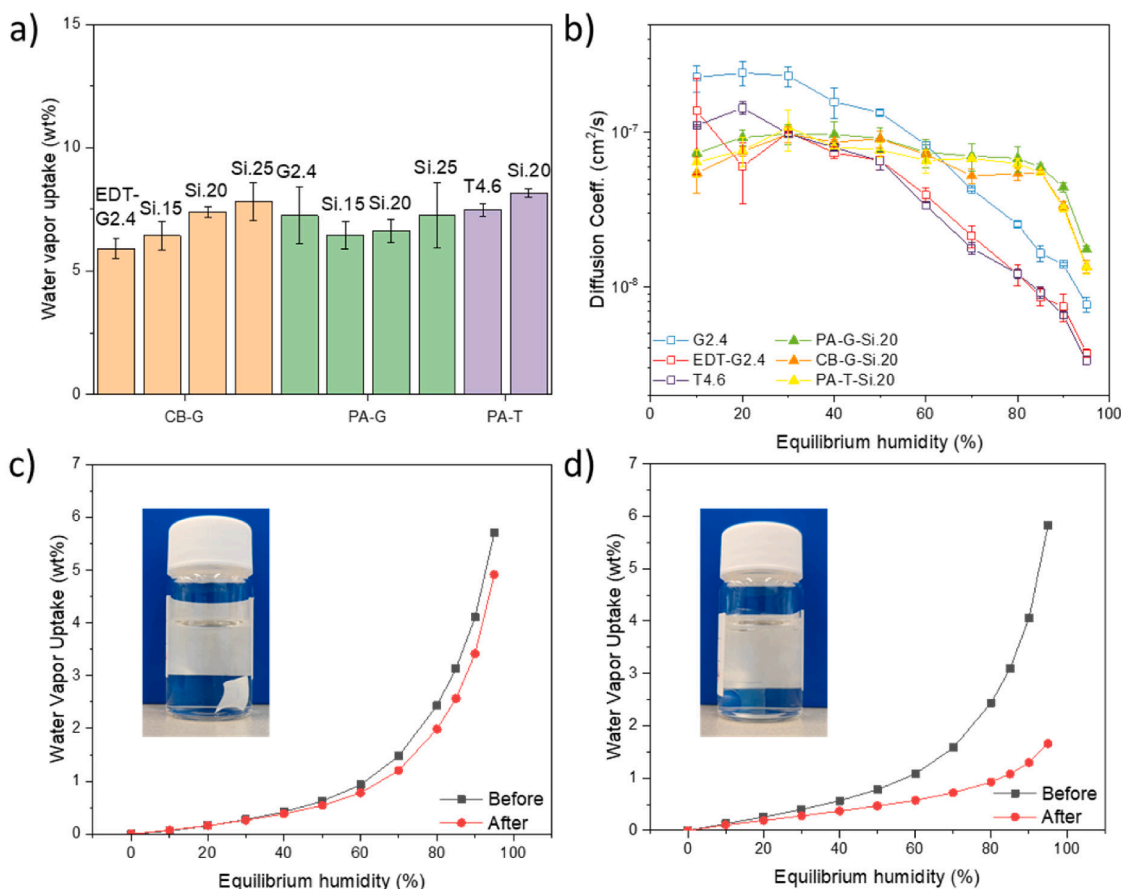 a)
Water vapor uptake (wt%)
15
10
5
0
EDT-
G2.4
Si.15
Si.20
Si.25
G2.4
Si.15
Si.20
Si.25
T4.6
Si.20
CB-G
PA-G
PA-T
b)
Diffusion Coeff. (cm²/s)
10⁻⁷
10⁻⁸
G2.4
EDT-G2.4
T4.6
PA-G-Si.20
CB-G-Si.20
PA-T-Si.20
0 20 40 60 80 100
Equilibrium humidity (%)
c)
Water Vapor Uptake (wt%)
7
6
5
4
3
2
1
0
Before
After
0 20 40 60 80 100
Equilibrium humidity (%)
d)
Water Vapor Uptake (wt%)
7
6
5
4
3
2
1
0
Before
After
0 20 40 60 80 100
Equilibrium humidity (%)